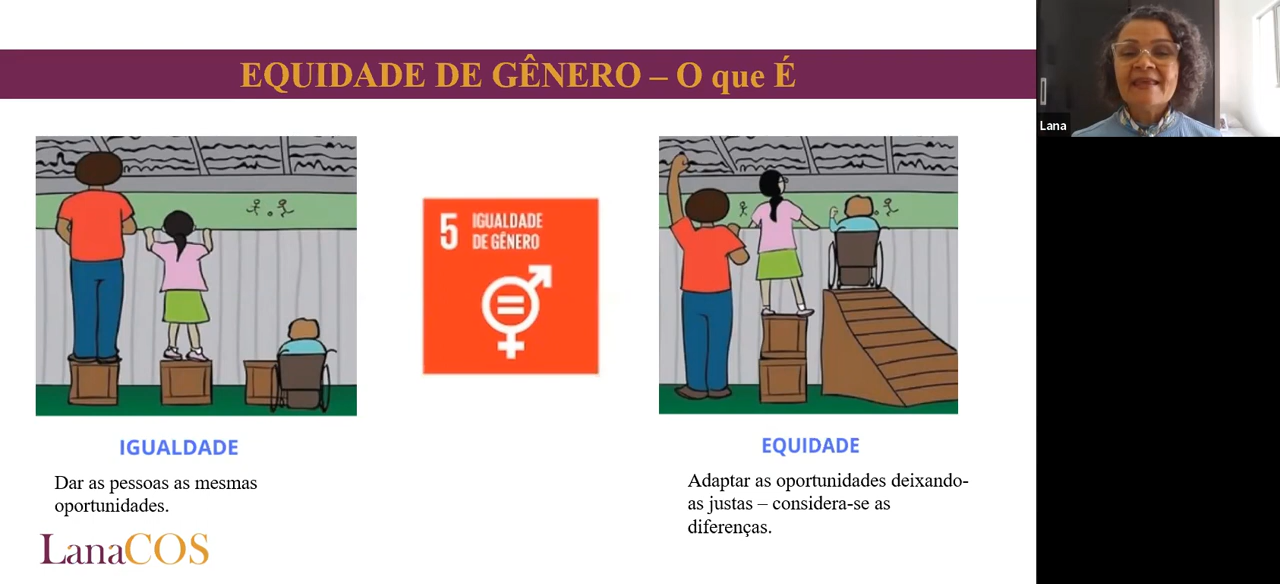 EQUIDADE DE GÊNERO – O que É
Lana
5 IGUALDADE
DE GÊNERO
IGUALDADE
Dar as pessoas as mesmas
oportunidades.
EQUIDADE
Adaptar as oportunidades deixando-
as justas – considera-se as
diferenças.
LanaCOS